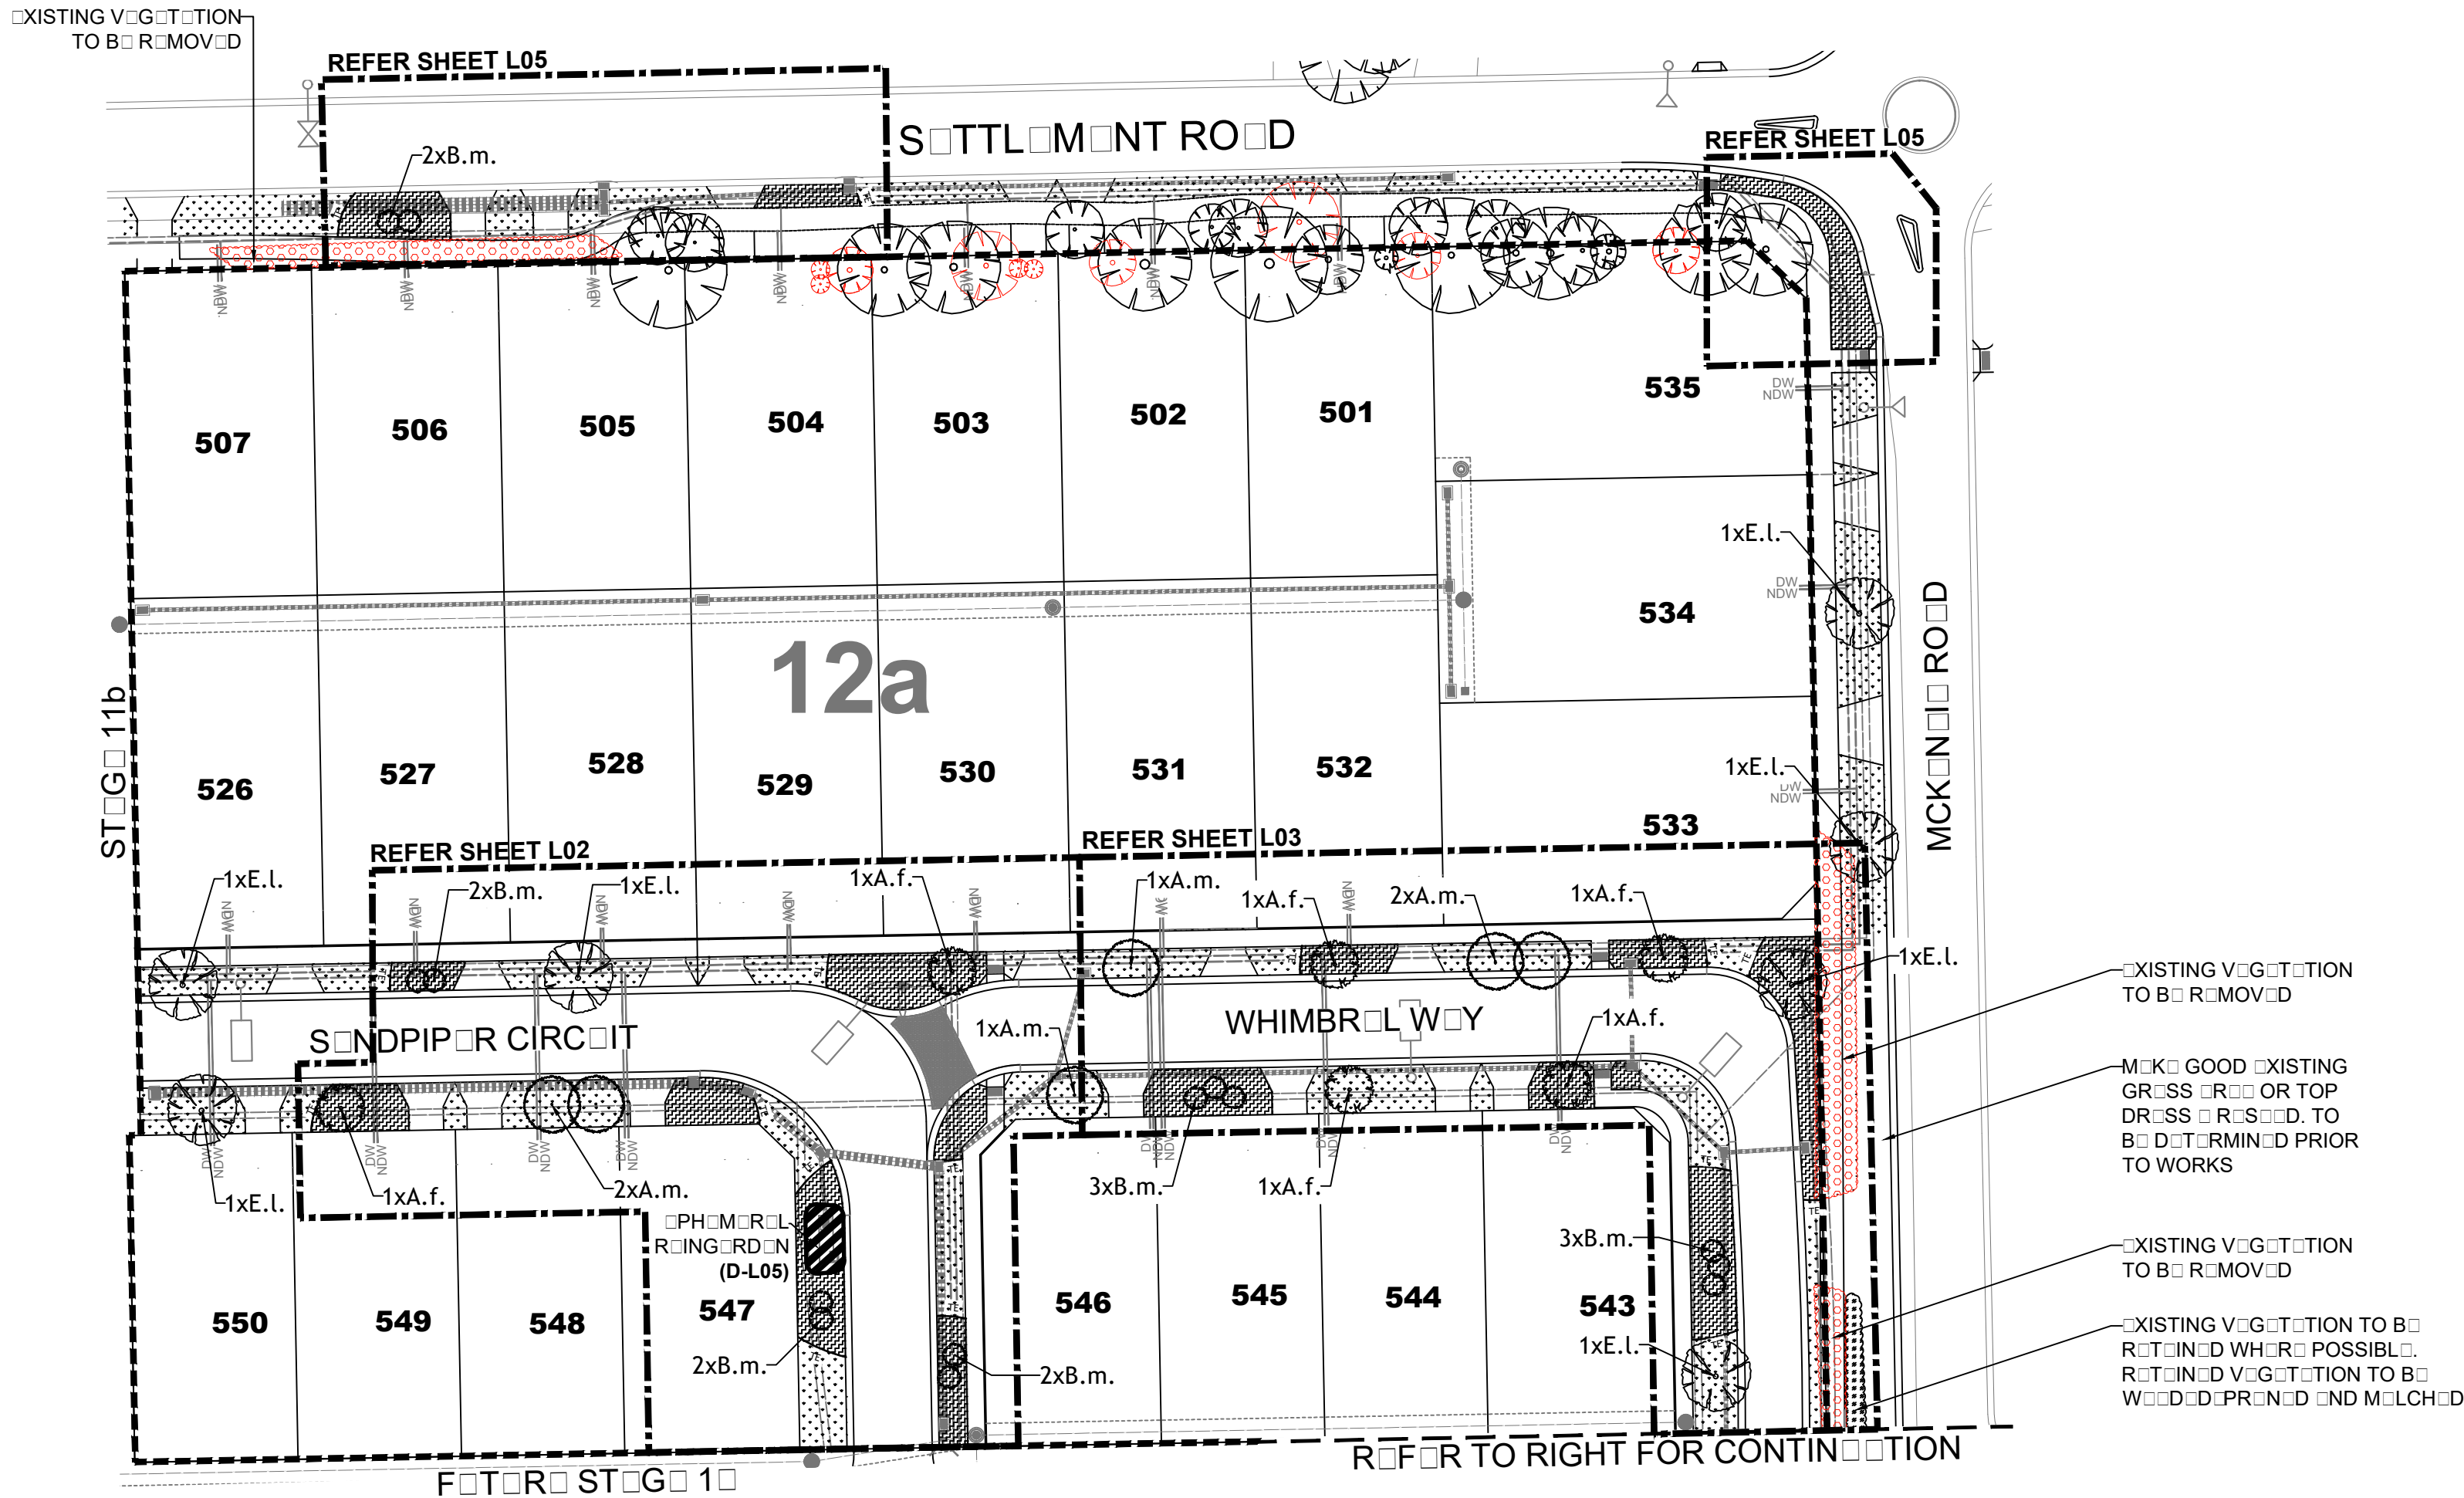 □XISTING V□G□T□TION
TO B□ R□MOV□D
REFER SHEET L05
2xB.m.
S□TTL□M□NT RO□D
REFER SHEET L05
507
506
505
504
503
502
501
535
DW
NDW
1xE.l.
DW
NDW
534
MCK□N□I□ RO□D
12a
ST□G□ 11b
526
527
528
529
530
531
532
1xE.l.
DW
NDW
533
REFER SHEET L02
REFER SHEET L03
1xE.l.
2xB.m.
1xE.l.
1xA.f.
1xA.m.
1xA.f.
2xA.m.
1xA.f.
1xE.l.
S□NDPIP□R CIRC□IT
1xA.m.
WHIMBR□L W□Y
1xA.f.
□XISTING V□G□T□TION
TO B□ R□MOV□D
M□K□ GOOD □XISTING
GR□SS □R□□ OR TOP
DR□SS □ R□S□□D. TO
B□ D□T□RMIN□D PRIOR
TO WORKS
1xE.l.
1xA.f.
2xA.m.
3xB.m.
1xA.f.
□PH□M□R□L
R□ING□RD□N
(D-L05)
3xB.m.
□XISTING V□G□T□TION
TO B□ R□MOV□D
550
549
548
547
546
545
544
543
2xB.m.
2xB.m.
1xE.l.
□XISTING V□G□T□TION TO B□
R□T□IN□D WH□R□ POSSIBL□.
R□T□IN□D V□G□T□TION TO B□
W□□D□D□PR□N□D □ND M□LCH□D
F□T□R□ ST□G□ 1□
R□F□R TO RIGHT FOR CONTIN□□TION